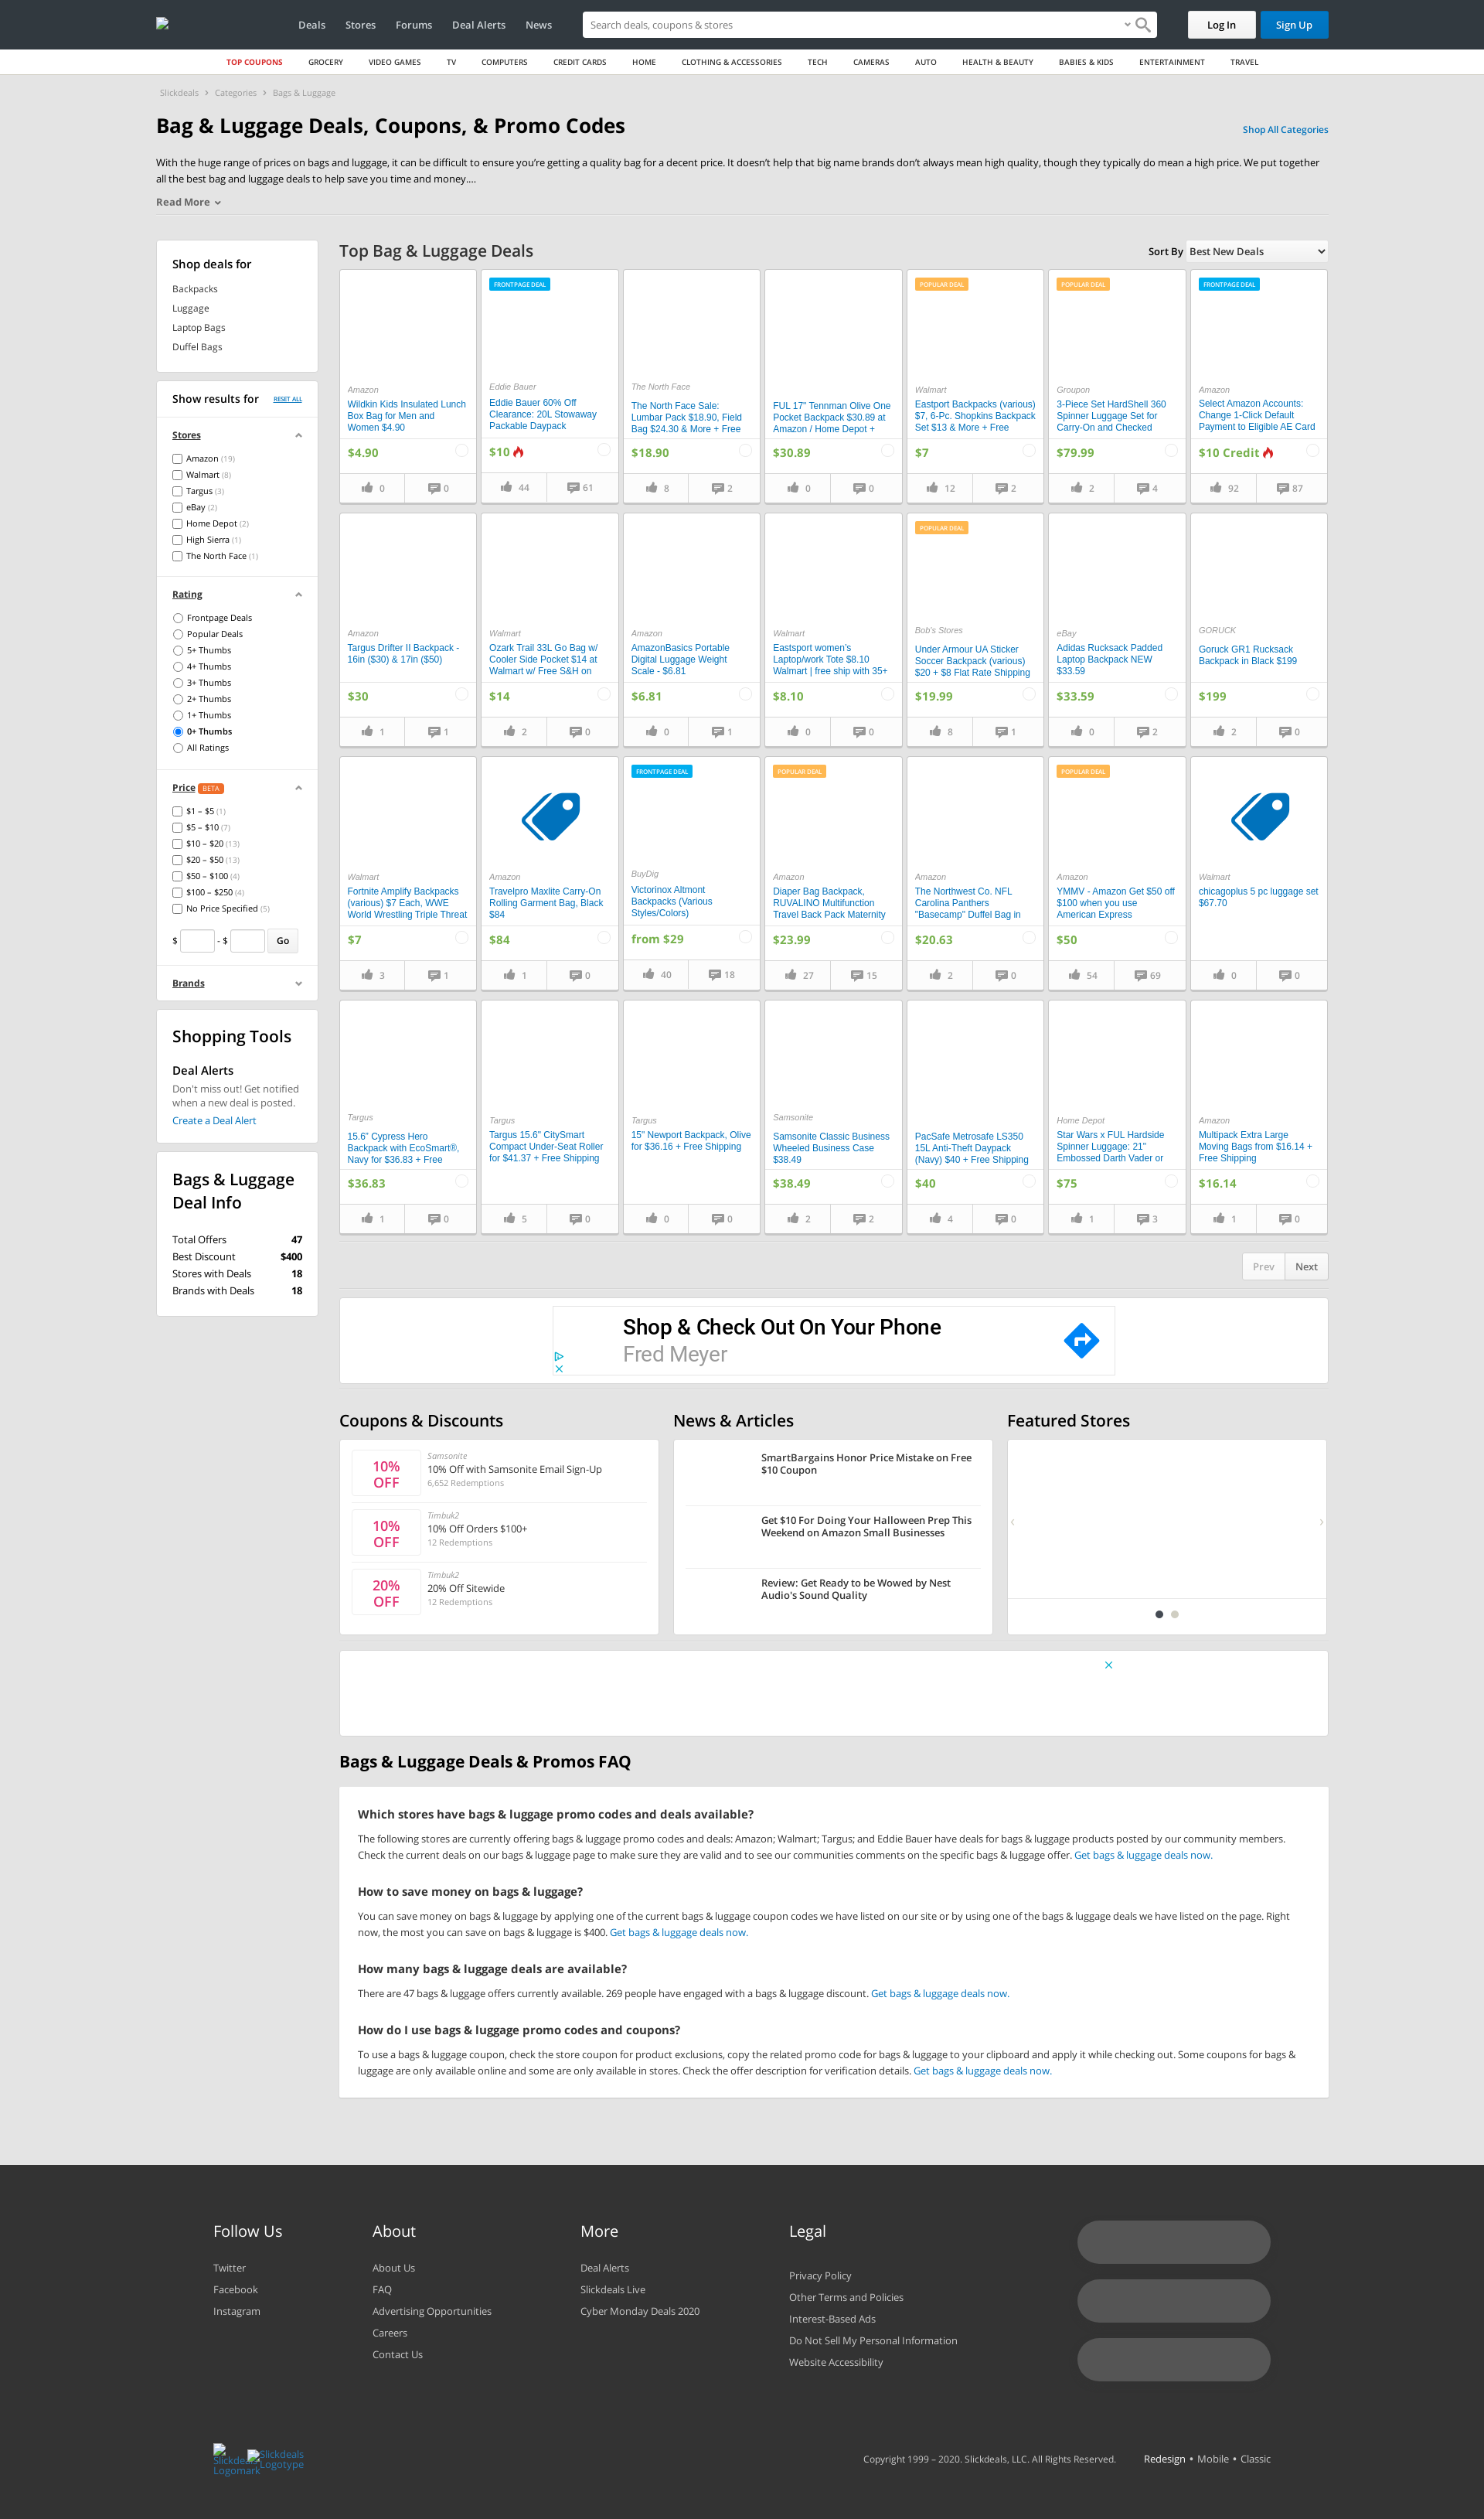 Deals Stores Forums Deal Alerts News Search deals, coupons & stores Log In Sign Up
TOP COUPONS GROCERY VIDEO GAMES TV COMPUTERS CREDIT CARDS HOME CLOTHING & ACCESSORIES TECH CAMERAS AUTO HEALTH & BEAUTY BABIES & KIDS ENTERTAINMENT TRAVEL
Slickdeals › Categories › Bags & Luggage
Bag & Luggage Deals, Coupons, & Promo Codes
Shop All Categories
With the huge range of prices on bags and luggage, it can be difficult to ensure you’re getting a quality bag for a decent price. It doesn’t help that big name brands don’t always mean high quality, though they typically do mean a high price. We put together
all the best bag and luggage deals to help save you time and money....
Read More
Shop deals for
Backpacks
Luggage
Laptop Bags
Duffel Bags
Show results for RESET ALL
Stores
Amazon (19)
Walmart (8)
Targus (3)
eBay (2)
Home Depot (2)
High Sierra (1)
The North Face (1)
Rating
Frontpage Deals
Popular Deals
5+ Thumbs
4+ Thumbs
3+ Thumbs
2+ Thumbs
1+ Thumbs
0+ Thumbs
All Ratings
Price BETA
$1 – $5 (1)
$5 – $10 (7)
$10 – $20 (13)
$20 – $50 (13)
$50 – $100 (4)
$100 – $250 (4)
No Price Specified (5)
$ - $ Go
Brands
Shopping Tools
Deal Alerts
Don't miss out! Get notified
when a new deal is posted.
Create a Deal Alert
Bags & Luggage
Deal Info
Total Offers 47
Best Discount $400
Stores with Deals 18
Brands with Deals 18
Top Bag & Luggage Deals
Sort By Best New Deals
Amazon
Wildkin Kids Insulated Lunch
Box Bag for Men and
Women $4.90
$4.90
0 0
FRONTPAGE DEAL
Eddie Bauer
Eddie Bauer 60% Off
Clearance: 20L Stowaway
Packable Daypack
$10
44 61
The North Face
The North Face Sale:
Lumbar Pack $18.90, Field
Bag $24.30 & More + Free
$18.90
8 2
FUL 17" Tennman Olive One
Pocket Backpack $30.89 at
Amazon / Home Depot +
$30.89
0 0
POPULAR DEAL
Walmart
Eastport Backpacks (various)
$7, 6-Pc. Shopkins Backpack
Set $13 & More + Free
$7
12 2
POPULAR DEAL
Groupon
3-Piece Set HardShell 360
Spinner Luggage Set for
Carry-On and Checked
$79.99
2 4
FRONTPAGE DEAL
Amazon
Select Amazon Accounts:
Change 1-Click Default
Payment to Eligible AE Card
$10 Credit
92 87
Amazon
Targus Drifter II Backpack -
16in ($30) & 17in ($50)
$30
1 1
Walmart
Ozark Trail 33L Go Bag w/
Cooler Side Pocket $14 at
Walmart w/ Free S&H on
$14
2 0
Amazon
AmazonBasics Portable
Digital Luggage Weight
Scale - $6.81
$6.81
0 1
Walmart
Eastsport women's
Laptop/work Tote $8.10
Walmart | free ship with 35+
$8.10
0 0
POPULAR DEAL
Bob's Stores
Under Armour UA Sticker
Soccer Backpack (various)
$20 + $8 Flat Rate Shipping
$19.99
8 1
eBay
Adidas Rucksack Padded
Laptop Backpack NEW
$33.59
$33.59
0 2
GORUCK
Goruck GR1 Rucksack
Backpack in Black $199
$199
2 0
Walmart
Fortnite Amplify Backpacks
(various) $7 Each, WWE
World Wrestling Triple Threat
$7
3 1
Amazon
Travelpro Maxlite Carry-On
Rolling Garment Bag, Black
$84
$84
1 0
FRONTPAGE DEAL
BuyDig
Victorinox Altmont
Backpacks (Various
Styles/Colors)
from $29
40 18
POPULAR DEAL
Amazon
Diaper Bag Backpack,
RUVALINO Multifunction
Travel Back Pack Maternity
$23.99
27 15
Amazon
The Northwest Co. NFL
Carolina Panthers
"Basecamp" Duffel Bag in
$20.63
2 0
POPULAR DEAL
Amazon
YMMV - Amazon Get $50 off
$100 when you use
American Express
$50
54 69
Walmart
chicagoplus 5 pc luggage set
$67.70
0 0
Targus
15.6" Cypress Hero
Backpack with EcoSmart®,
Navy for $36.83 + Free
$36.83
1 0
Targus
Targus 15.6" CitySmart
Compact Under-Seat Roller
for $41.37 + Free Shipping
5 0
Targus
15" Newport Backpack, Olive
for $36.16 + Free Shipping
0 0
Samsonite
Samsonite Classic Business
Wheeled Business Case
$38.49
$38.49
2 2
PacSafe Metrosafe LS350
15L Anti-Theft Daypack
(Navy) $40 + Free Shipping
$40
4 0
Home Depot
Star Wars x FUL Hardside
Spinner Luggage: 21"
Embossed Darth Vader or
$75
1 3
Amazon
Multipack Extra Large
Moving Bags from $16.14 +
Free Shipping
$16.14
1 0
Prev Next
Shop & Check Out On Your Phone
Fred Meyer
Coupons & Discounts
10%
OFF
Samsonite
10% Off with Samsonite Email Sign-Up
6,652 Redemptions
10%
OFF
Timbuk2
10% Off Orders $100+
12 Redemptions
20%
OFF
Timbuk2
20% Off Sitewide
12 Redemptions
News & Articles
SmartBargains Honor Price Mistake on Free
$10 Coupon
Get $10 For Doing Your Halloween Prep This
Weekend on Amazon Small Businesses
Review: Get Ready to be Wowed by Nest
Audio's Sound Quality
Featured Stores
Bags & Luggage Deals & Promos FAQ
Which stores have bags & luggage promo codes and deals available?
The following stores are currently offering bags & luggage promo codes and deals: Amazon; Walmart; Targus; and Eddie Bauer have deals for bags & luggage products posted by our community members.
Check the current deals on our bags & luggage page to make sure they are valid and to see our communities comments on the specific bags & luggage offer. Get bags & luggage deals now.
How to save money on bags & luggage?
You can save money on bags & luggage by applying one of the current bags & luggage coupon codes we have listed on our site or by using one of the bags & luggage deals we have listed on the page. Right
now, the most you can save on bags & luggage is $400. Get bags & luggage deals now.
How many bags & luggage deals are available?
There are 47 bags & luggage offers currently available. 269 people have engaged with a bags & luggage discount. Get bags & luggage deals now.
How do I use bags & luggage promo codes and coupons?
To use a bags & luggage coupon, check the store coupon for product exclusions, copy the related promo code for bags & luggage to your clipboard and apply it while checking out. Some coupons for bags &
luggage are only available online and some are only available in stores. Check the offer description for verification details. Get bags & luggage deals now.
Follow Us
Twitter
Facebook
Instagram
About
About Us
FAQ
Advertising Opportunities
Careers
Contact Us
More
Deal Alerts
Slickdeals Live
Cyber Monday Deals 2020
Legal
Privacy Policy
Other Terms and Policies
Interest-Based Ads
Do Not Sell My Personal Information
Website Accessibility
Slickdeals
Logomark
Slickdeals
Logotype
Copyright 1999 – 2020. Slickdeals, LLC. All Rights Reserved. Redesign • Mobile • Classic